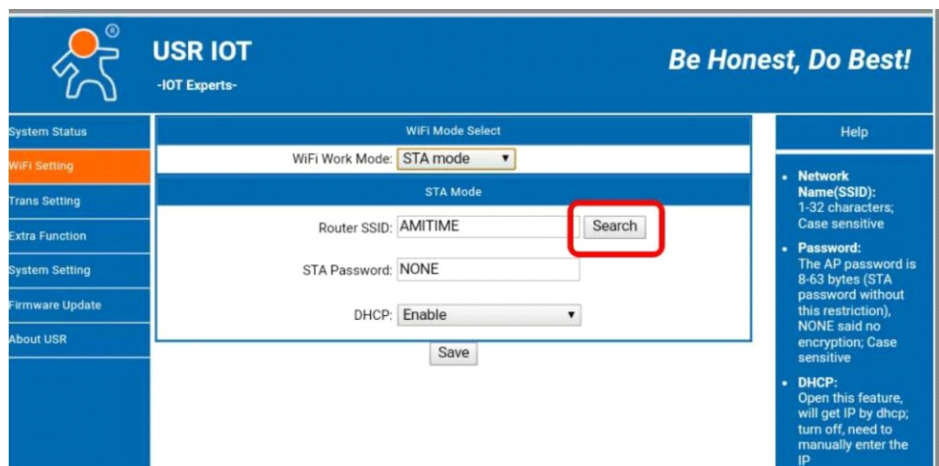 ®
USR IOT
-IOT Experts-
Be Honest, Do Best!
System Status
WiFi Setting
Trans Setting
Extra Function
System Setting
Firmware Update
About USR
WiFi Mode Select
WiFi Work Mode: STA mode
STA Mode
Router SSID: AMITIME Search
STA Password: NONE
DHCP: Enable
Save
Help
• Network
Name(SSID):
1-32 characters;
Case sensitive
• Password:
The AP password is
8-63 bytes (STA
password without
this restriction),
NONE said no
encryption; Case
sensitive
• DHCP:
Open this feature,
will get IP by dhcp;
turn off, need to
manually enter the
IP